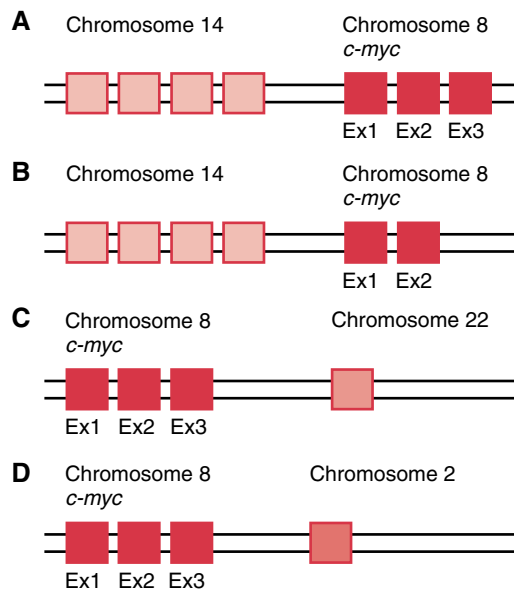 A Chromosome 14 Chromosome 8
c-myc
Ex1 Ex2 Ex3
B Chromosome 14 Chromosome 8
c-myc
Ex1 Ex2
C Chromosome 8 Chromosome 22
c-myc
Ex1 Ex2 Ex3
D Chromosome 8 Chromosome 2
c-myc
Ex1 Ex2 Ex3